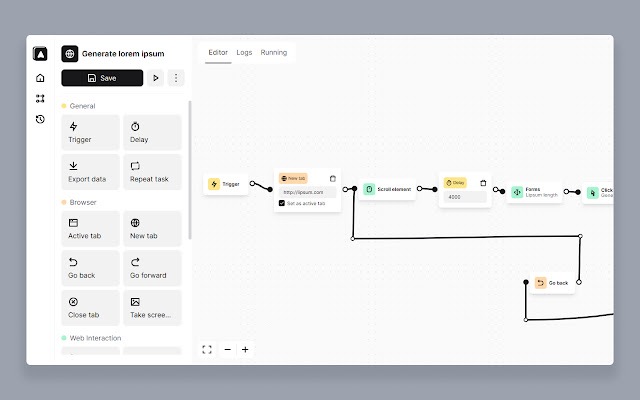 Generate lorem ipsum
Save
General
Trigger
Delay
Export data
Repeat task
Browser
Active tab
New tab
Go back
Go forward
Close tab
Take scree...
Web Interaction
Editor
Logs
Running
Trigger
New tab
http://lipsum.com
Set as active tab
Scroll element
Delay
4000
Forms
Lipsum length
Click
Go back